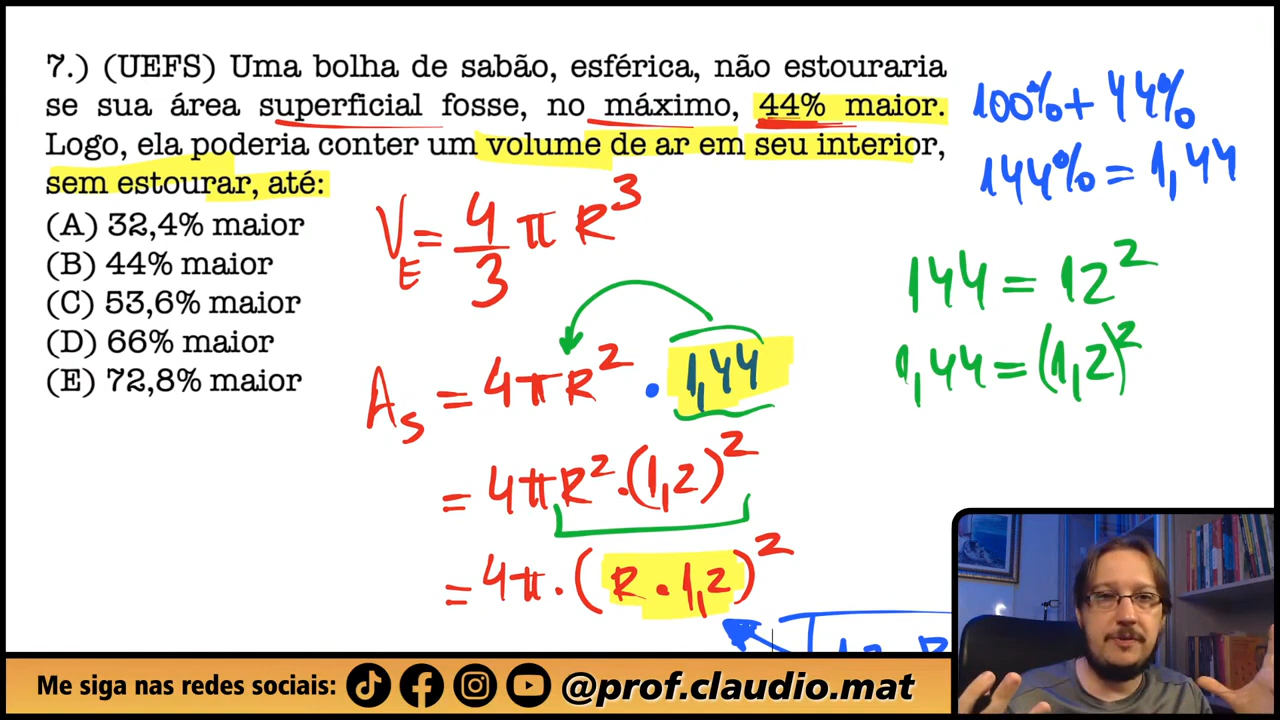 7.) (UEFS) Uma bolha de sabão, esférica, não estouraria
se sua área superficial fosse, no máximo, 44% maior.
Logo, ela poderia conter um volume de ar em seu interior,
sem estourar, até:
(A) 32,4% maior
(B) 44% maior
(C) 53,6% maior
(D) 66% maior
(E) 72,8% maior
100%+44%
144%=1,44
V_E = 4/3 π R³
144 = 12²
1,44=(1,2)²
A_S = 4πR² · 1,44
= 4πR²·(1,2)²
= 4π·(R·1,2)²
Me siga nas redes sociais: @prof.claudio.mat